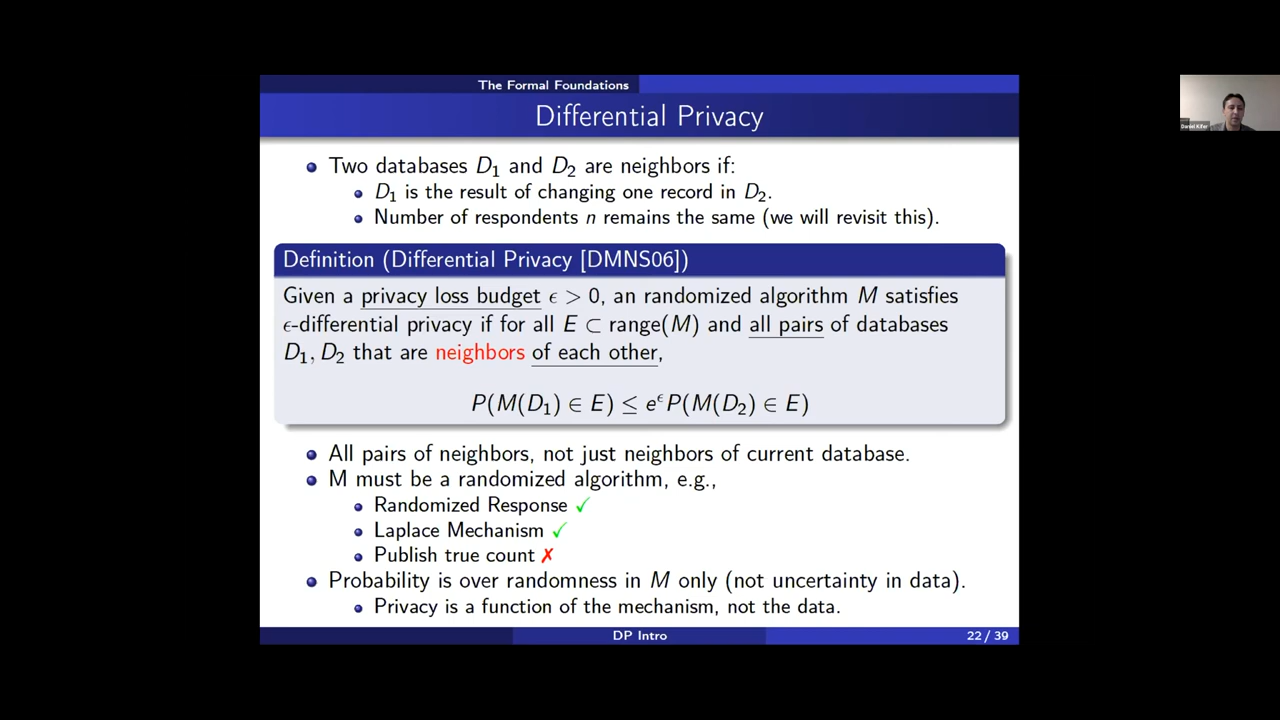 The Formal Foundations
Differential Privacy
Two databases D₁ and D₂ are neighbors if:
D₁ is the result of changing one record in D₂.
Number of respondents n remains the same (we will revisit this).
Definition (Differential Privacy [DMNS06])
Given a privacy loss budget ϵ > 0, an randomized algorithm M satisfies
ϵ-differential privacy if for all E ⊂ range(M) and all pairs of databases
D₁, D₂ that are neighbors of each other,
P(M(D₁) ∈ E) ≤ e^ϵ P(M(D₂) ∈ E)
All pairs of neighbors, not just neighbors of current database.
M must be a randomized algorithm, e.g.,
Randomized Response ✓
Laplace Mechanism ✓
Publish true count ✗
Probability is over randomness in M only (not uncertainty in data).
Privacy is a function of the mechanism, not the data.
DP Intro
22 / 39
Daniel Kifer